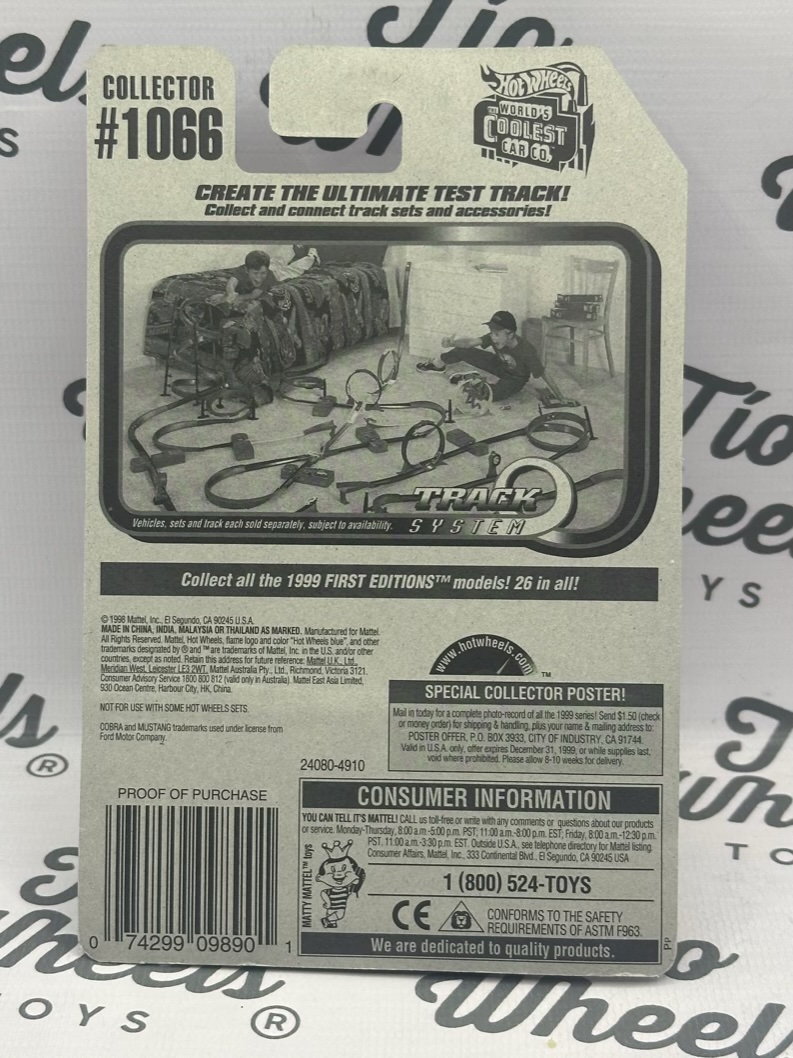 COLLECTOR
#1066
Hot Wheels
THE WORLD'S
COOLEST
CAR CO.™
CREATE THE ULTIMATE TEST TRACK!
Collect and connect track sets and accessories!
TRACK
SYSTEM
Vehicles, sets and track each sold separately, subject to availability.
Collect all the 1999 FIRST EDITIONS™ models! 26 in all!
© 1998 Mattel, Inc., El Segundo, CA 90245 U.S.A.
MADE IN CHINA, INDIA, MALAYSIA OR THAILAND AS MARKED. Manufactured for Mattel.
All Rights Reserved. Mattel, Hot Wheels, flame logo and color "Hot Wheels blue", and other
trademarks designated by ® and ™ are trademarks of Mattel, Inc. in the U.S. and/or other
countries, except as noted. Retain this address for future reference: Mattel U.K., Ltd.,
Meridian West, Leicester LE3 2WT. Mattel Australia Pty., Ltd., Richmond, Victoria 3121.
Consumer Advisory Service 1800 800 812 (valid only in Australia). Mattel East Asia Limited,
930 Ocean Centre, Harbour City, HK, China.
NOT FOR USE WITH SOME HOT WHEELS SETS.
COBRA and MUSTANG trademarks used under license from
Ford Motor Company.
24080-4910
www.hotwheels.com
™
SPECIAL COLLECTOR POSTER!
Mail in today for a complete photo-record of all the 1999 series! Send $1.50 (check
or money order) for shipping & handling, plus your name & mailing address to:
POSTER OFFER, P.O. BOX 3933, CITY OF INDUSTRY, CA 91744.
Valid in U.S.A. only, offer expires December 31, 1999, or while supplies last,
void where prohibited. Please allow 8-10 weeks for delivery.
PROOF OF PURCHASE
0 74299 09890 1
CONSUMER INFORMATION
YOU CAN TELL IT'S MATTEL! CALL us toll-free or write with any comments or questions about our products
or service. Monday-Thursday, 8:00 a.m.-5:00 p.m. PST; 11:00 a.m.-8:00 p.m. EST; Friday, 8:00 a.m.-12:30 p.m.
PST, 11:00 a.m.-3:30 p.m. EST. Outside U.S.A., see telephone directory for Mattel listing.
Consumer Affairs, Mattel, Inc., 333 Continental Blvd., El Segundo, CA 90245 USA
MATTY MATTEL™ toys
1 (800) 524-TOYS
CE
CONFORMS TO THE SAFETY
REQUIREMENTS OF ASTM F963.
We are dedicated to quality products.
PP
Tío
Wheels
TOYS
®